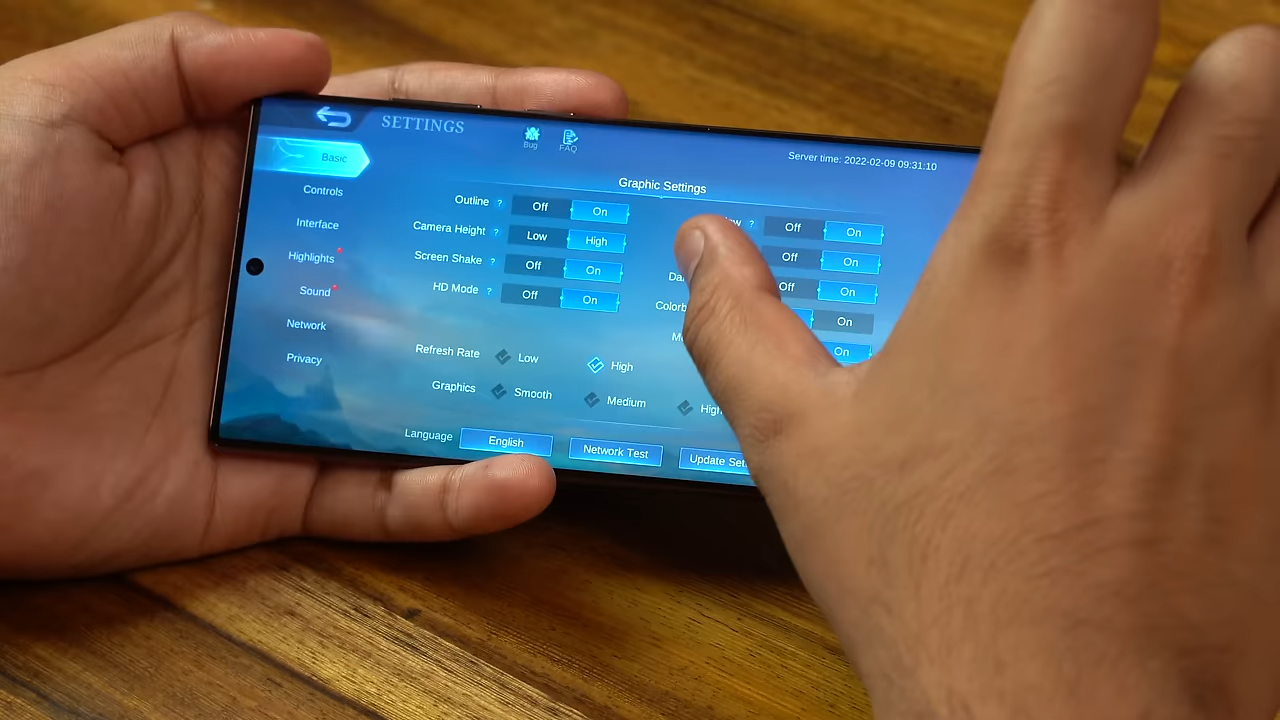 SETTINGS
Bug
FAQ
Server time: 2022-02-09 09:31:10
Basic
Controls
Interface
Highlights
Sound
Network
Privacy
Graphic Settings
Outline ? Off On
? Off On
Camera Height ? Low High
Off On
Screen Shake ? Off On
Off On
HD Mode ? Off On
On
On
Refresh Rate Low High
Graphics Smooth Medium High
Language English Network Test Update